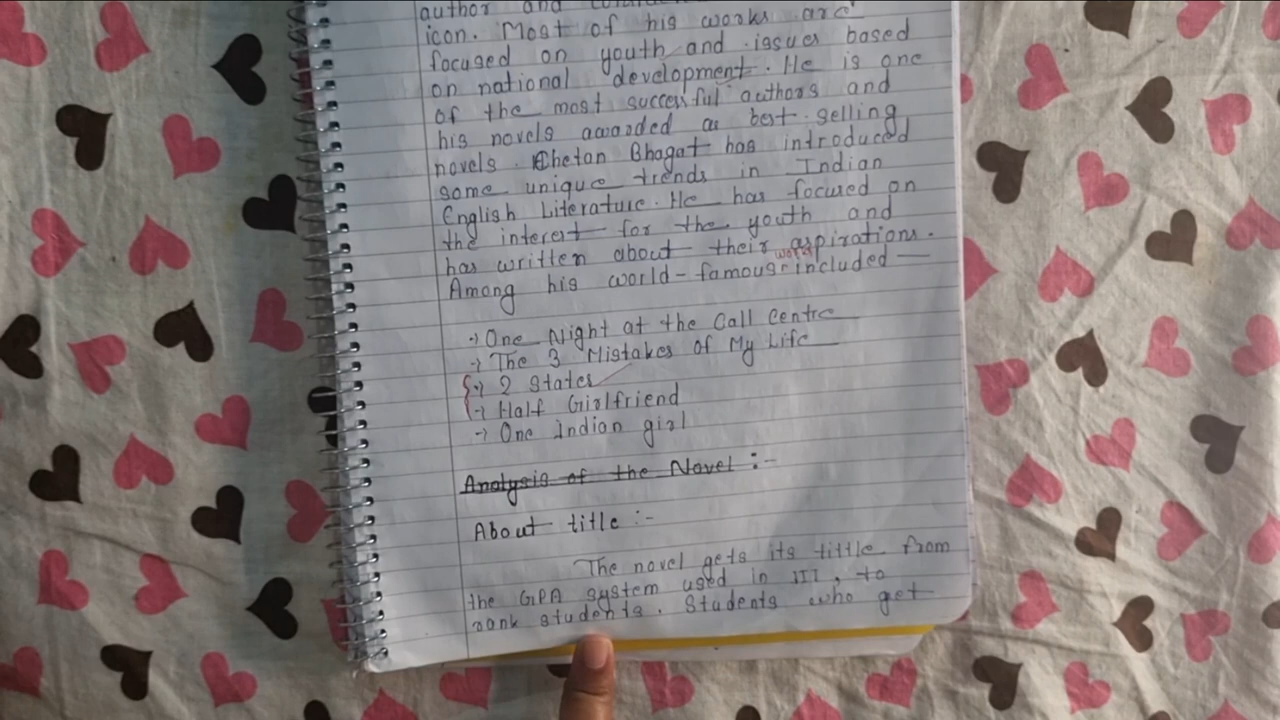 author and
icon. Most of his works are
focused on youth and issues based
on national development. He is one
of the most successful authors and
his novels awarded as best selling
novels. Chetan Bhagat has introduced
some unique trends in Indian
English Literature. He has focused on
the interest for the youth and
has written about their aspirations.
Among his world-famous works included —
→ One Night at the Call Centre
→ The 3 Mistakes of My Life
→ 2 States
→ Half Girlfriend
→ One Indian girl
Analysis of the Novel :-
About title :-
The novel gets its tittle from
the GPA system used in III, to
rank students. Students who get